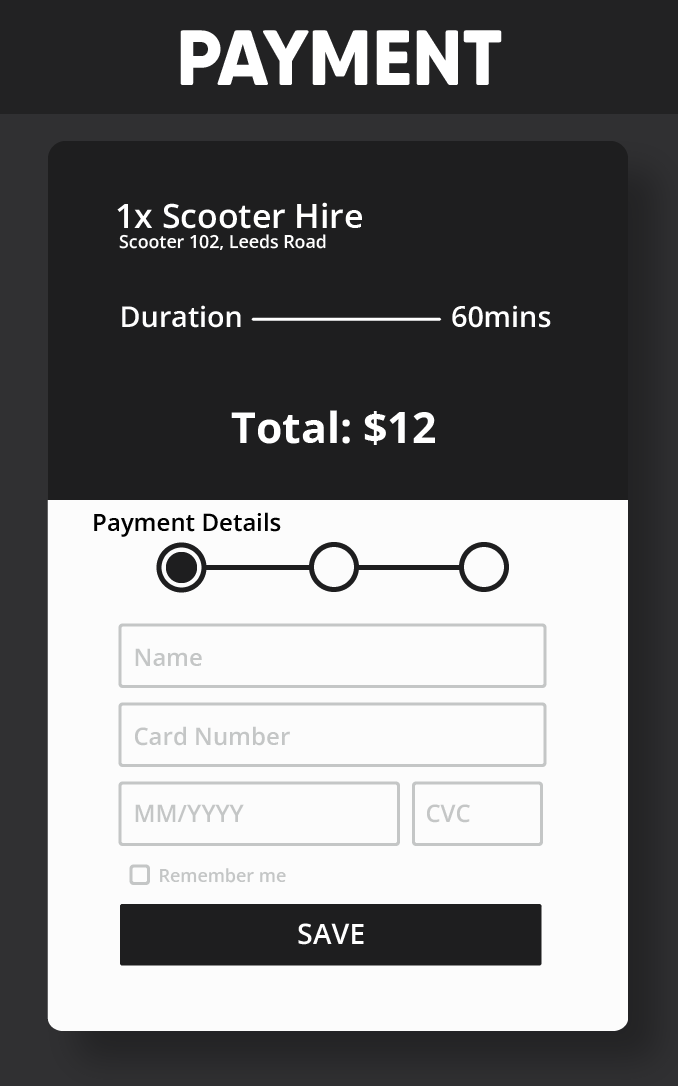 PAYMENT
1x Scooter Hire
Scooter 102, Leeds Road
Duration 60mins
Total: $12
Payment Details
Name
Card Number
MM/YYYY CVC
Remember me
SAVE